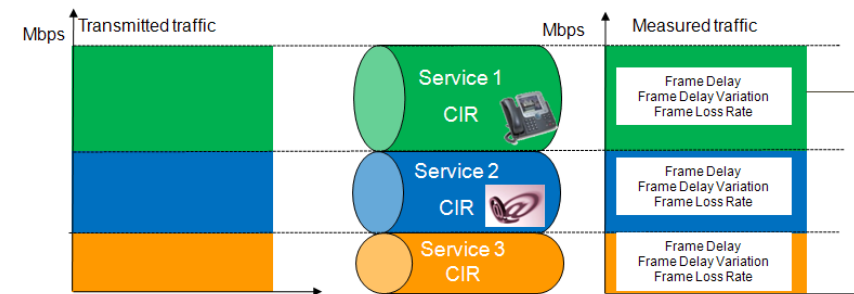 Mbps
Transmitted traffic
Mbps
Measured traffic
Service 1
CIR
Frame Delay
Frame Delay Variation
Frame Loss Rate
Service 2
CIR
Frame Delay
Frame Delay Variation
Frame Loss Rate
Service 3
CIR
Frame Delay
Frame Delay Variation
Frame Loss Rate